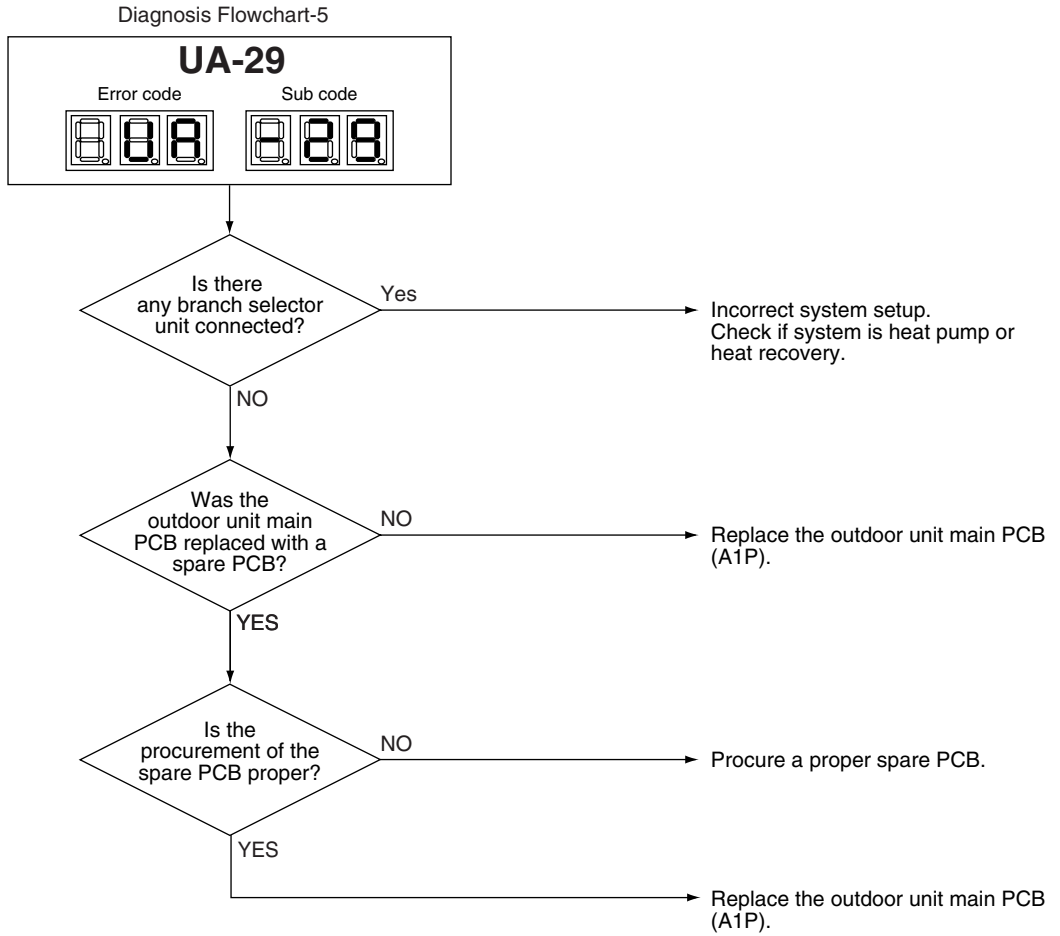 Diagnosis Flowchart-5
UA-29
Error code
Sub code
UA
-29
Is there
any branch selector
unit connected?
Yes
Incorrect system setup.
Check if system is heat pump or
heat recovery.
NO
Was the
outdoor unit main
PCB replaced with a
spare PCB?
NO
Replace the outdoor unit main PCB
(A1P).
YES
Is the
procurement of the
spare PCB proper?
NO
Procure a proper spare PCB.
YES
Replace the outdoor unit main PCB
(A1P).